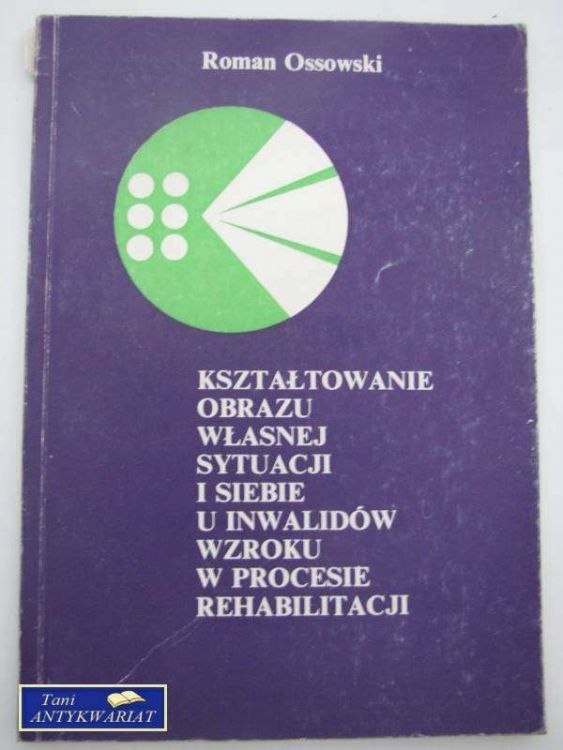 Roman Ossowski
KSZTAŁTOWANIE
OBRAZU
WŁASNEJ
SYTUACJI
I SIEBIE
U INWALIDÓW
WZROKU
W PROCESIE
REHABILITACJI
Tani
ANTYKWARIAT